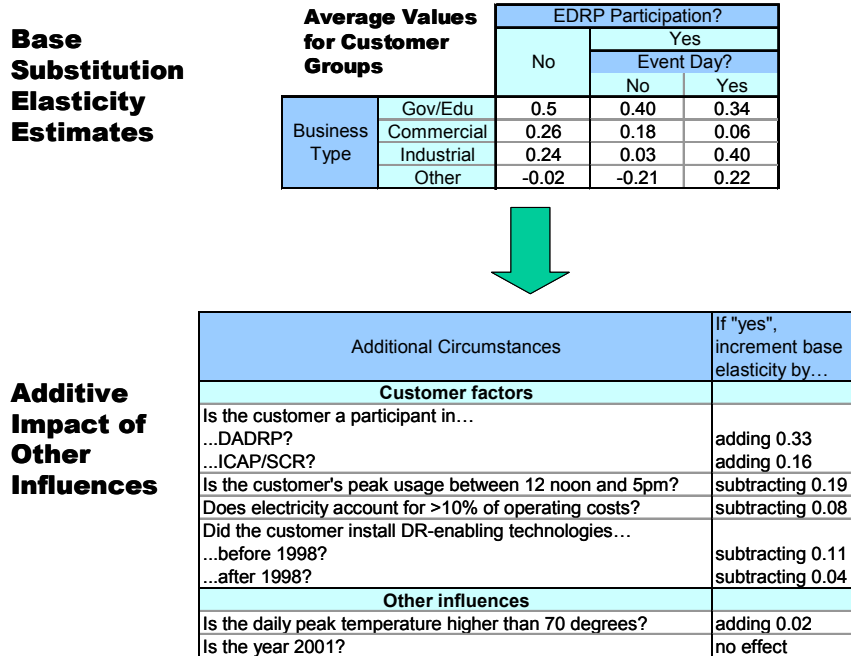 Base
Substitution
Elasticity
Estimates
Average Values
for Customer
Groups
EDRP Participation?
No
Yes
Event Day?
No Yes
Business
Type
Gov/Edu 0.5 0.40 0.34
Commercial 0.26 0.18 0.06
Industrial 0.24 0.03 0.40
Other -0.02 -0.21 0.22
Additive
Impact of
Other
Influences
Additional Circumstances
If "yes",
increment base
elasticity by…
Customer factors
Is the customer a participant in…
...DADRP? adding 0.33
...ICAP/SCR? adding 0.16
Is the customer's peak usage between 12 noon and 5pm? subtracting 0.19
Does electricity account for >10% of operating costs? subtracting 0.08
Did the customer install DR-enabling technologies…
...before 1998? subtracting 0.11
...after 1998? subtracting 0.04
Other influences
Is the daily peak temperature higher than 70 degrees? adding 0.02
Is the year 2001? no effect